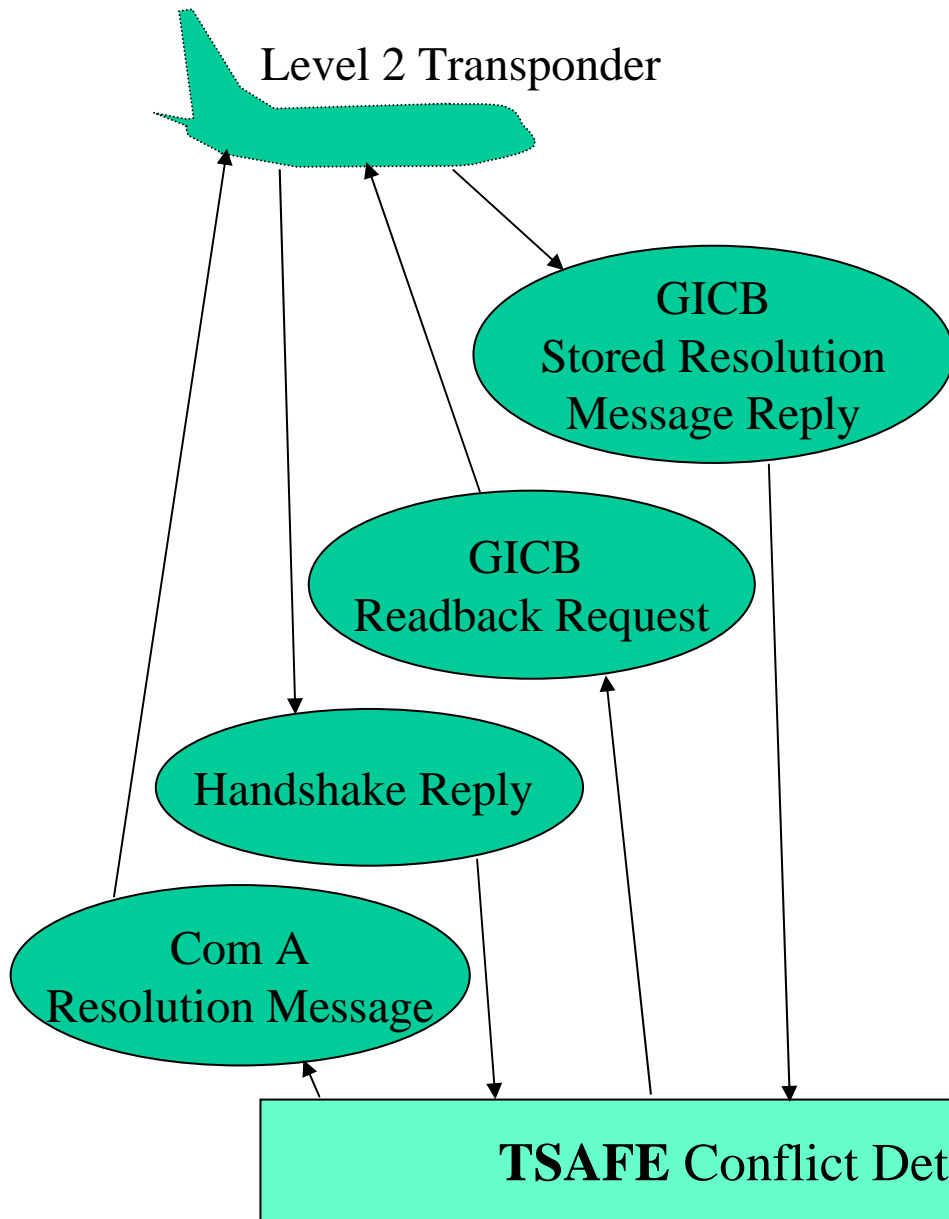 Level 2 Transponder
GICB
Stored Resolution
Message Reply
GICB
Readback Request
Handshake Reply
Com A
Resolution Message
TSAFE Conflict Det